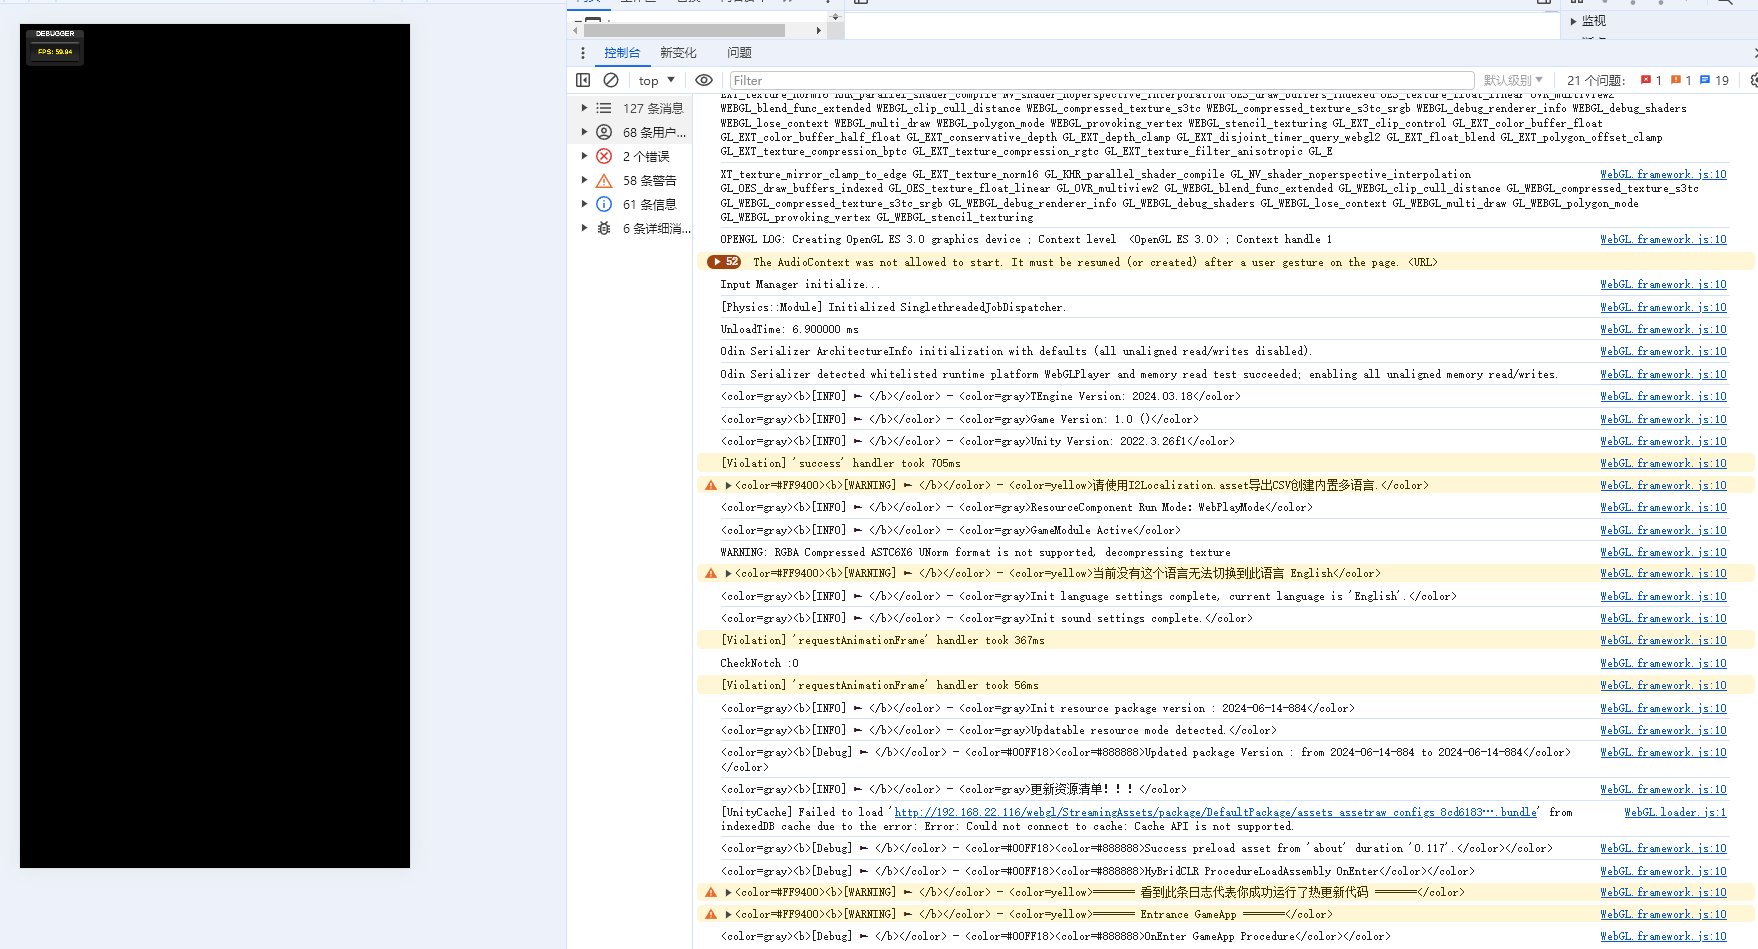 DEBUGGER
FPS: 59.94
监视
控制台 新变化 问题
top Filter 默认级别 21 个问题: 1 1 19
127 条消息
68 条用户...
2 个错误
58 条警告
61 条信息
6 条详细消...
EXT_texture_norm16 KHR_parallel_shader_compile NV_shader_noperspective_interpolation OES_draw_buffers_indexed OES_texture_float_linear OVR_multiview2
WEBGL_blend_func_extended WEBGL_clip_cull_distance WEBGL_compressed_texture_s3tc WEBGL_compressed_texture_s3tc_srgb WEBGL_debug_renderer_info WEBGL_debug_shaders
WEBGL_lose_context WEBGL_multi_draw WEBGL_polygon_mode WEBGL_provoking_vertex WEBGL_stencil_texturing GL_EXT_clip_control GL_EXT_color_buffer_float
GL_EXT_color_buffer_half_float GL_EXT_conservative_depth GL_EXT_depth_clamp GL_EXT_disjoint_timer_query_webgl2 GL_EXT_float_blend GL_EXT_polygon_offset_clamp
GL_EXT_texture_compression_bptc GL_EXT_texture_compression_rgtc GL_EXT_texture_filter_anisotropic GL_E
XT_texture_mirror_clamp_to_edge GL_EXT_texture_norm16 GL_KHR_parallel_shader_compile GL_NV_shader_noperspective_interpolation WebGL.framework.js:10
GL_OES_draw_buffers_indexed GL_OES_texture_float_linear GL_OVR_multiview2 GL_WEBGL_blend_func_extended GL_WEBGL_clip_cull_distance GL_WEBGL_compressed_texture_s3tc
GL_WEBGL_compressed_texture_s3tc_srgb GL_WEBGL_debug_renderer_info GL_WEBGL_debug_shaders GL_WEBGL_lose_context GL_WEBGL_multi_draw GL_WEBGL_polygon_mode
GL_WEBGL_provoking_vertex GL_WEBGL_stencil_texturing
OPENGL LOG: Creating OpenGL ES 3.0 graphics device ; Context level <OpenGL ES 3.0> ; Context handle 1 WebGL.framework.js:10
52 The AudioContext was not allowed to start. It must be resumed (or created) after a user gesture on the page. <URL>
Input Manager initialize... WebGL.framework.js:10
[Physics::Module] Initialized SinglethreadedJobDispatcher. WebGL.framework.js:10
UnloadTime: 6.900000 ms WebGL.framework.js:10
Odin Serializer ArchitectureInfo initialization with defaults (all unaligned read/writes disabled). WebGL.framework.js:10
Odin Serializer detected whitelisted runtime platform WebGLPlayer and memory read test succeeded; enabling all unaligned memory read/writes. WebGL.framework.js:10
<color=gray><b>[INFO] ► </b></color> - <color=gray>TEngine Version: 2024.03.18</color> WebGL.framework.js:10
<color=gray><b>[INFO] ► </b></color> - <color=gray>Game Version: 1.0 ()</color> WebGL.framework.js:10
<color=gray><b>[INFO] ► </b></color> - <color=gray>Unity Version: 2022.3.26f1</color> WebGL.framework.js:10
[Violation] 'success' handler took 705ms WebGL.framework.js:10
<color=#FF9400><b>[WARNING] ► </b></color> - <color=yellow>请使用I2Localization.asset导出CSV创建内置多语言.</color> WebGL.framework.js:10
<color=gray><b>[INFO] ► </b></color> - <color=gray>ResourceComponent Run Mode: WebPlayMode</color> WebGL.framework.js:10
<color=gray><b>[INFO] ► </b></color> - <color=gray>GameModule Active</color> WebGL.framework.js:10
WARNING: RGBA Compressed ASTC6X6 UNorm format is not supported, decompressing texture WebGL.framework.js:10
<color=#FF9400><b>[WARNING] ► </b></color> - <color=yellow>当前没有这个语言无法切换到此语言 English</color> WebGL.framework.js:10
<color=gray><b>[INFO] ► </b></color> - <color=gray>Init language settings complete, current language is 'English'.</color> WebGL.framework.js:10
<color=gray><b>[INFO] ► </b></color> - <color=gray>Init sound settings complete.</color> WebGL.framework.js:10
[Violation] 'requestAnimationFrame' handler took 367ms WebGL.framework.js:10
CheckNotch :0 WebGL.framework.js:10
[Violation] 'requestAnimationFrame' handler took 56ms WebGL.framework.js:10
<color=gray><b>[INFO] ► </b></color> - <color=gray>Init resource package version : 2024-06-14-884</color> WebGL.framework.js:10
<color=gray><b>[INFO] ► </b></color> - <color=gray>Updatable resource mode detected.</color> WebGL.framework.js:10
<color=gray><b>[Debug] ► </b></color> - <color=#00FF18><color=#888888>Updated package Version : from 2024-06-14-884 to 2024-06-14-884</color> WebGL.framework.js:10
</color>
<color=gray><b>[INFO] ► </b></color> - <color=gray>更新资源清单！！！</color> WebGL.framework.js:10
[UnityCache] Failed to load 'http://192.168.22.116/webgl/StreamingAssets/package/DefaultPackage/assets_assetraw_configs_8cd6183….bundle' from WebGL.loader.js:1
indexedDB cache due to the error: Error: Could not connect to cache: Cache API is not supported.
<color=gray><b>[Debug] ► </b></color> - <color=#00FF18><color=#888888>Success preload asset from 'about' duration '0.117'.</color></color> WebGL.framework.js:10
<color=gray><b>[Debug] ► </b></color> - <color=#00FF18><color=#888888>HyBridCLR ProcedureLoadAssembly OnEnter</color></color> WebGL.framework.js:10
<color=#FF9400><b>[WARNING] ► </b></color> - <color=yellow>======= 看到此条日志代表你成功运行了热更新代码 =======</color> WebGL.framework.js:10
<color=#FF9400><b>[WARNING] ► </b></color> - <color=yellow>======= Entrance GameApp =======</color> WebGL.framework.js:10
<color=gray><b>[Debug] ► </b></color> - <color=#00FF18><color=#888888>OnEnter GameApp Procedure</color></color> WebGL.framework.js:10